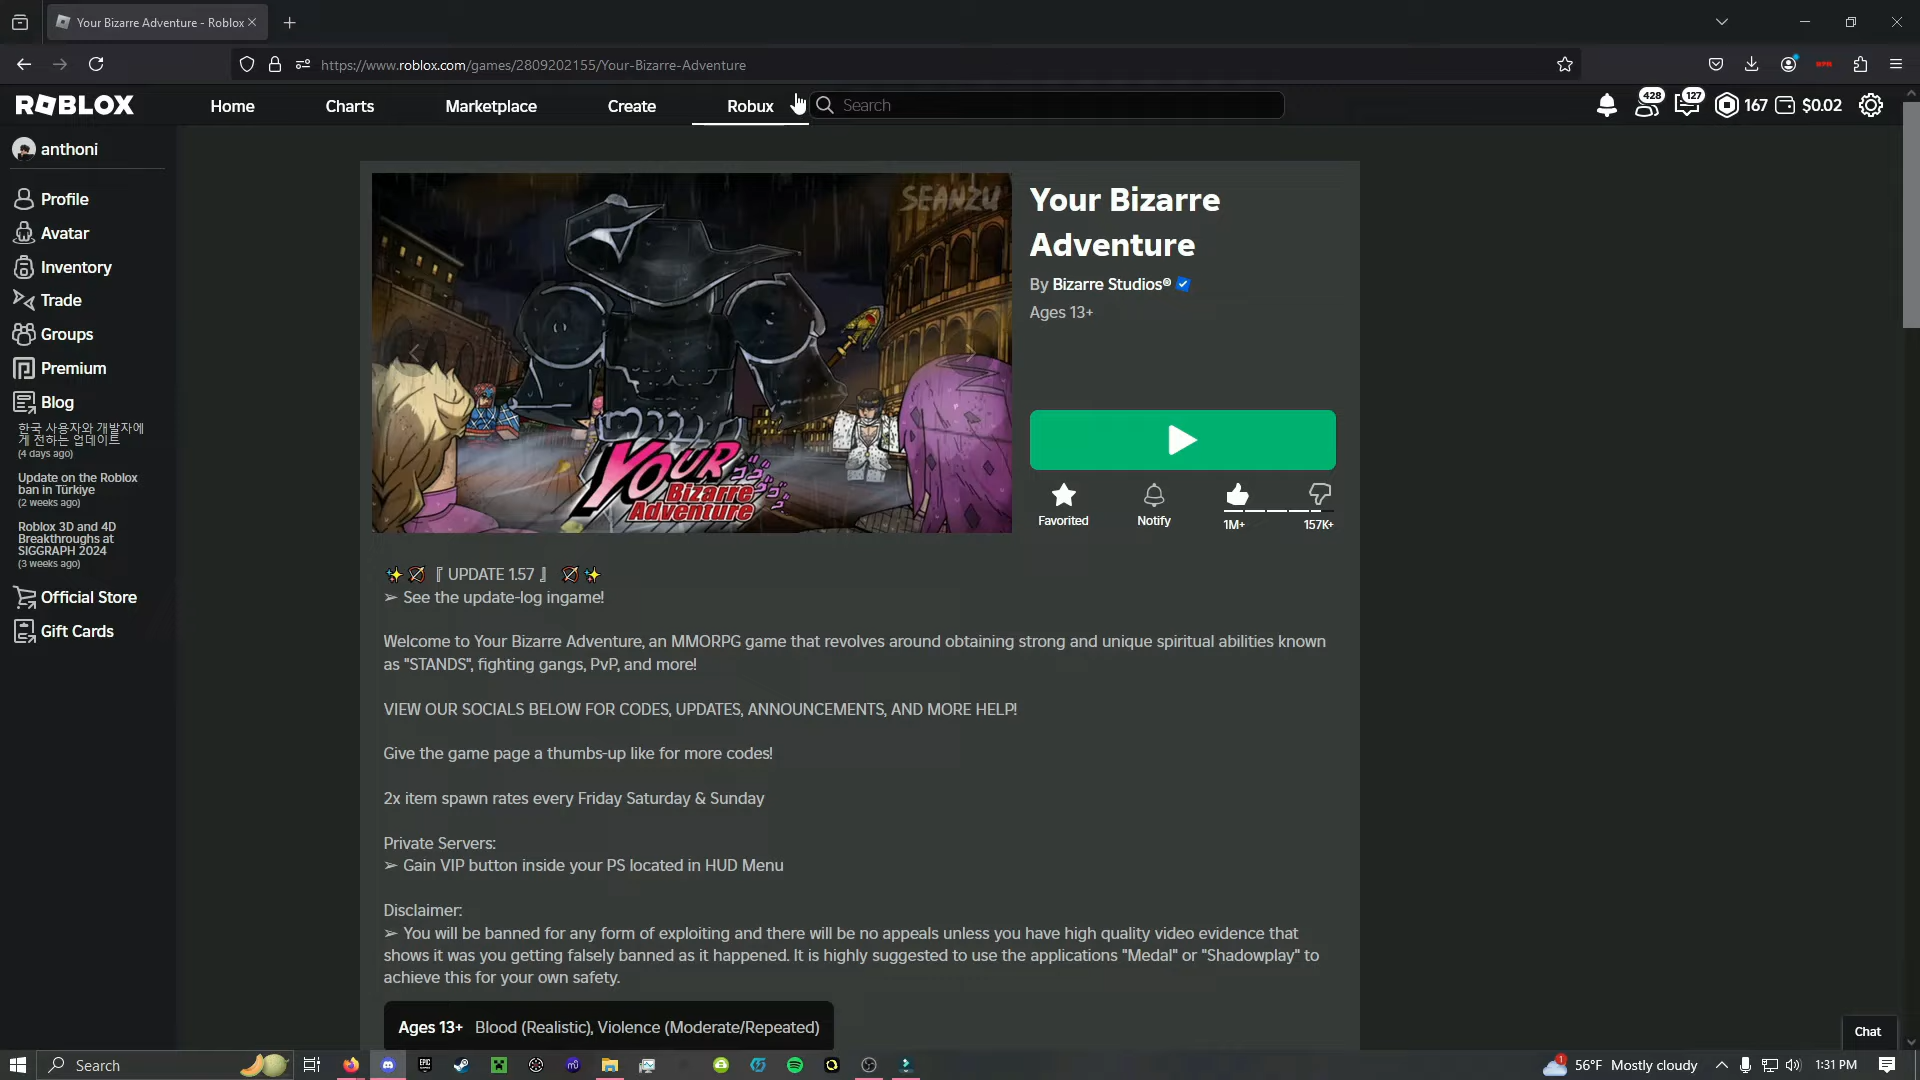 Your Bizarre Adventure - Roblox
https://www.roblox.com/games/2809202155/Your-Bizarre-Adventure
ROBLOX
Home
Charts
Marketplace
Create
Robux
Search
428
127
167
$0.02
anthoni
Profile
Avatar
Inventory
Trade
Groups
Premium
Blog
한국 사용자와 개발자에
게 전하는 업데이트
(4 days ago)
Update on the Roblox
ban in Türkiye
(2 weeks ago)
Roblox 3D and 4D
Breakthroughs at
SIGGRAPH 2024
(3 weeks ago)
Official Store
Gift Cards
SEANZU
YOUR
Bizarre
Adventure
ゴゴゴゴ
Your Bizarre
Adventure
By Bizarre Studios®
Ages 13+
Favorited
Notify
1M+
157K+
✨🏹『 UPDATE 1.57 』 🏹✨
➢ See the update-log ingame!
Welcome to Your Bizarre Adventure, an MMORPG game that revolves around obtaining strong and unique spiritual abilities known
as "STANDS", fighting gangs, PvP, and more!
VIEW OUR SOCIALS BELOW FOR CODES, UPDATES, ANNOUNCEMENTS, AND MORE HELP!
Give the game page a thumbs-up like for more codes!
2x item spawn rates every Friday Saturday & Sunday
Private Servers:
➢ Gain VIP button inside your PS located in HUD Menu
Disclaimer:
➢ You will be banned for any form of exploiting and there will be no appeals unless you have high quality video evidence that
shows it was you getting falsely banned as it happened. It is highly suggested to use the applications "Medal" or "Shadowplay" to
achieve this for your own safety.
Ages 13+ Blood (Realistic), Violence (Moderate/Repeated)
Chat
Search
EPIC
1
56°F Mostly cloudy
1:31 PM